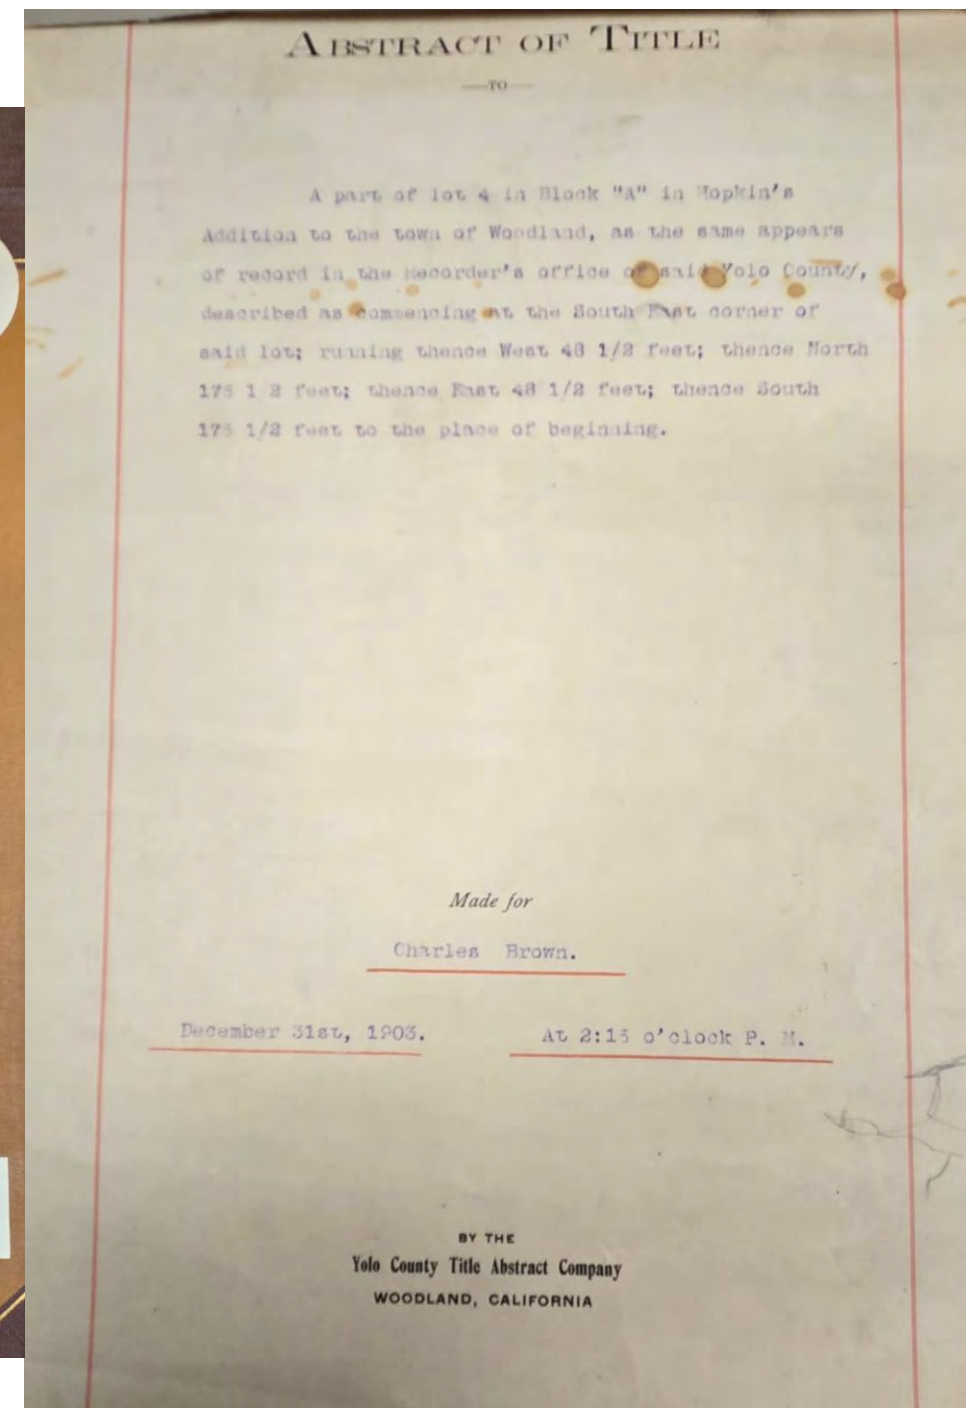 ABSTRACT OF TITLE
TO
A part of lot 4 in Block "A" in Hopkin's
Addition to the town of Woodland, as the same appears
of record in the Recorder's office of said Yolo County,
described as commencing at the South East corner of
said lot; running thence West 48 1/2 feet; thence North
175 1 2 feet; thence East 48 1/2 feet; thence South
175 1/2 feet to the place of beginning.
Made for
Charles Brown.
December 31st, 1903. At 2:15 o'clock P. M.
BY THE
Yolo County Title Abstract Company
WOODLAND, CALIFORNIA